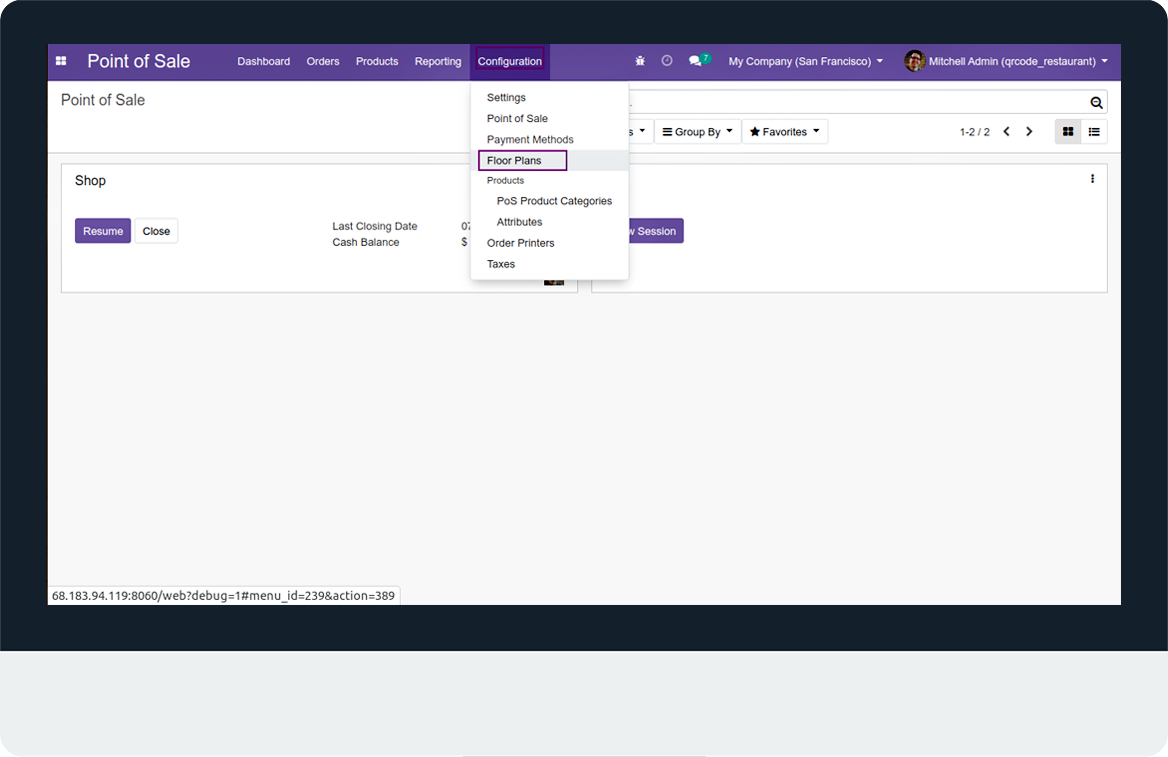 Point of Sale Dashboard Orders Products Reporting Configuration 7 My Company (San Francisco) Mitchell Admin (qrcode_restaurant)
Point of Sale
Settings
Point of Sale
Payment Methods
Floor Plans
Products
PoS Product Categories
Attributes
Order Printers
Taxes
Group By Favorites 1-2 / 2
Shop
Resume Close
Last Closing Date 07
Cash Balance $
Session
68.183.94.119:8060/web?debug=1#menu_id=239&action=389